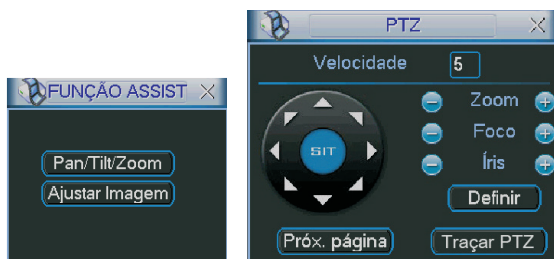 FUNÇÃO ASSIST
Pan/Tilt/Zoom
Ajustar Imagem
PTZ
Velocidade 5
Zoom
Foco
SIT
Íris
Definir
Próx. página
Traçar PTZ